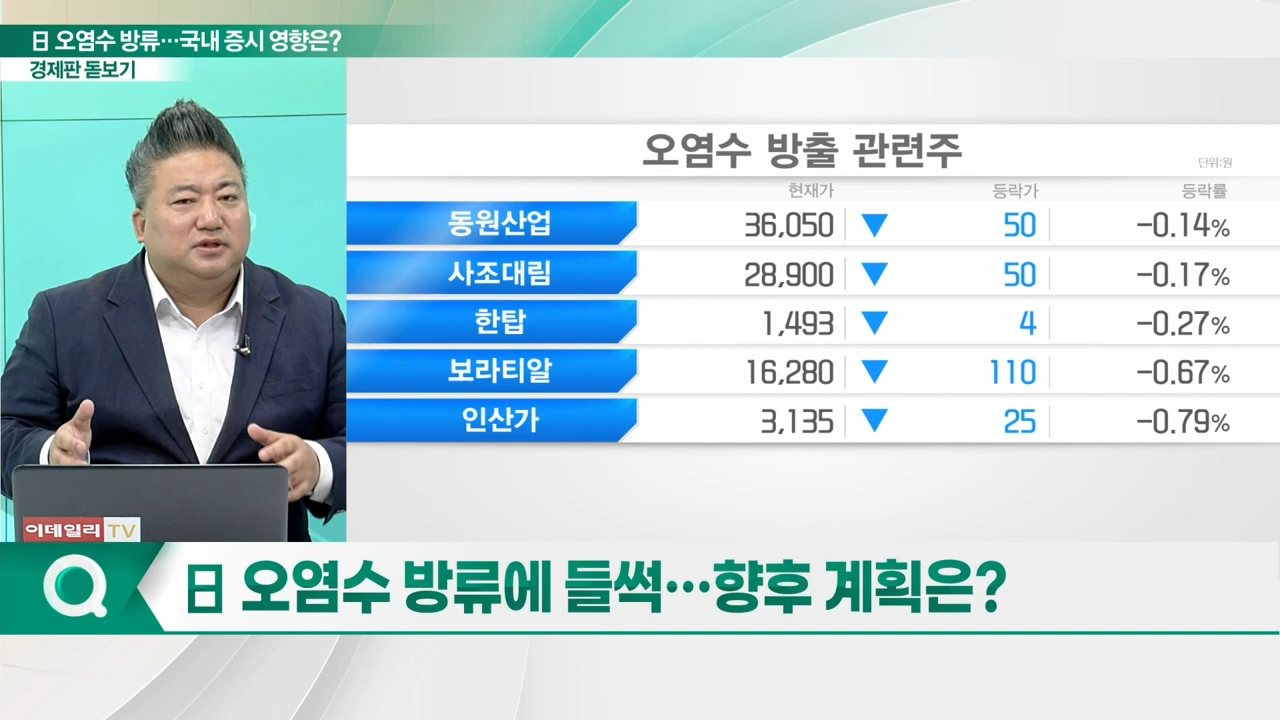 日 오염수 방류…국내 증시 영향은?
경제판 돋보기
오염수 방출 관련주
단위:원
현재가 등락가 등락률
동원산업 36,050 ▼ 50 -0.14%
사조대림 28,900 ▼ 50 -0.17%
한탑 1,493 ▼ 4 -0.27%
보라티알 16,280 ▼ 110 -0.67%
인산가 3,135 ▼ 25 -0.79%
이데일리 TV
日 오염수 방류에 들썩…향후 계획은?